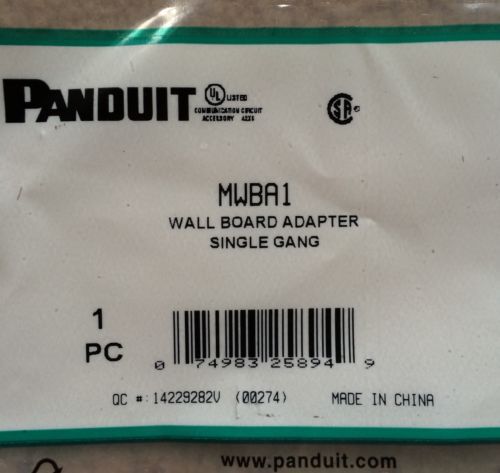 PANDUIT UL LISTED
COMMUNICATION CIRCUIT
ACCESSORY
MWBA1
WALL BOARD ADAPTER
SINGLE GANG
1
PC
0 74983 25894 9
QC #: 14229282V (00274) MADE IN CHINA
www.panduit.com